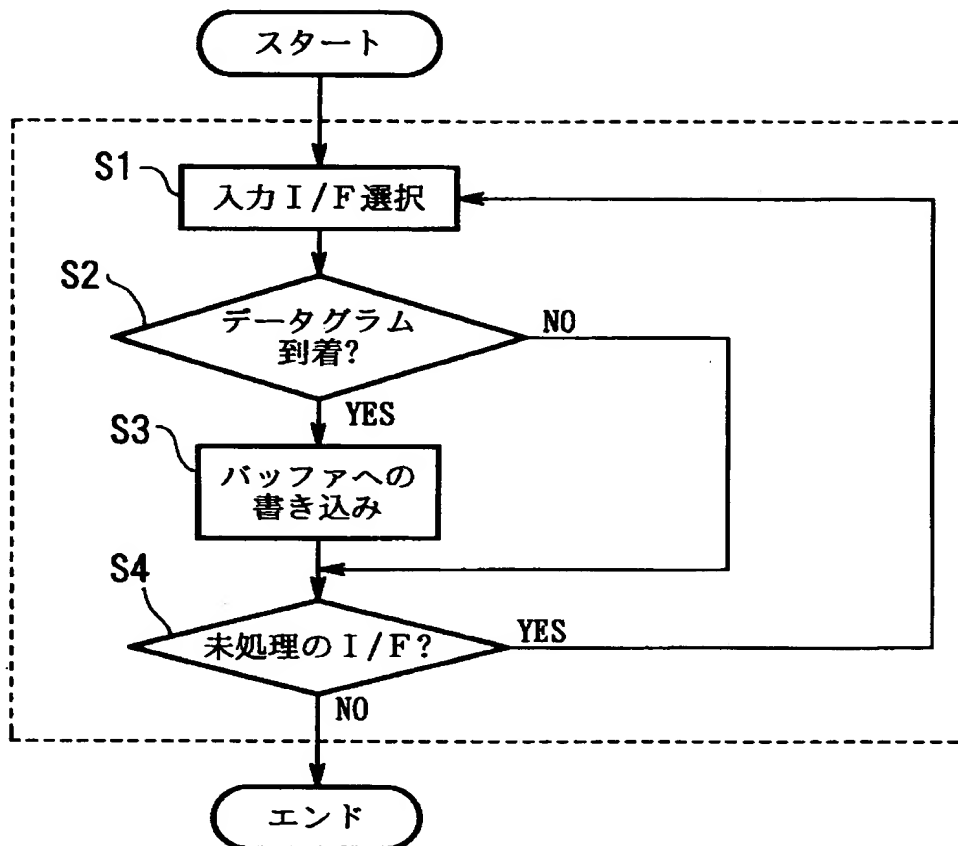 スタート
S1
入力I/F選択
S2
データグラム
到着?
NO
YES
S3
バッファへの
書き込み
S4
未処理のI/F?
YES
NO
エンド